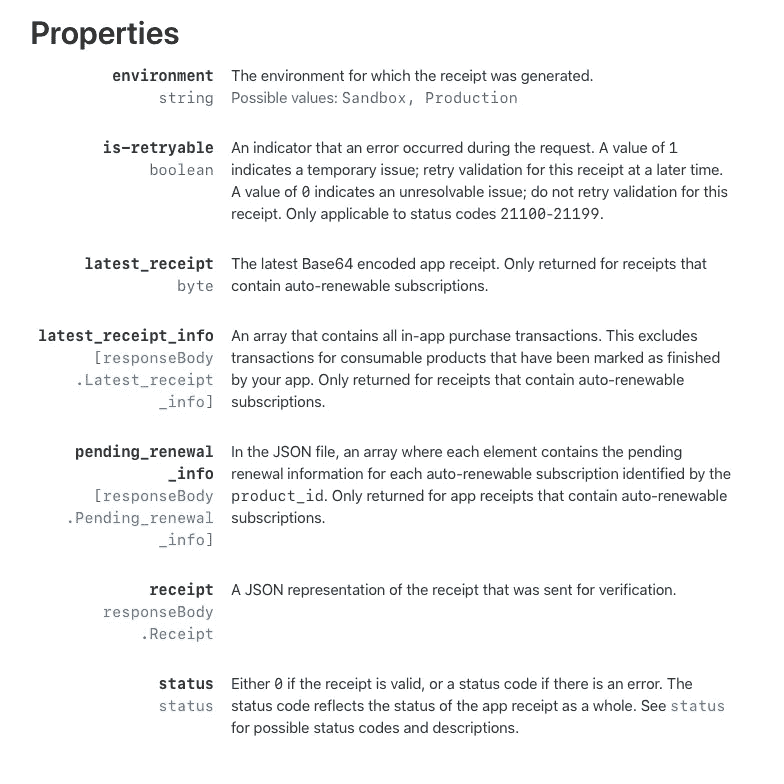 Properties
environment
string
The environment for which the receipt was generated.
Possible values: Sandbox, Production
is-retryable
boolean
An indicator that an error occurred during the request. A value of 1
indicates a temporary issue; retry validation for this receipt at a later time.
A value of 0 indicates an unresolvable issue; do not retry validation for this
receipt. Only applicable to status codes 21100-21199.
latest_receipt
byte
The latest Base64 encoded app receipt. Only returned for receipts that
contain auto-renewable subscriptions.
latest_receipt_info
[responseBody
.Latest_receipt
_info]
An array that contains all in-app purchase transactions. This excludes
transactions for consumable products that have been marked as finished
by your app. Only returned for receipts that contain auto-renewable
subscriptions.
pending_renewal
_info
[responseBody
.Pending_renewal
_info]
In the JSON file, an array where each element contains the pending
renewal information for each auto-renewable subscription identified by the
product_id. Only returned for app receipts that contain auto-renewable
subscriptions.
receipt
responseBody
.Receipt
A JSON representation of the receipt that was sent for verification.
status
status
Either 0 if the receipt is valid, or a status code if there is an error. The
status code reflects the status of the app receipt as a whole. See status
for possible status codes and descriptions.